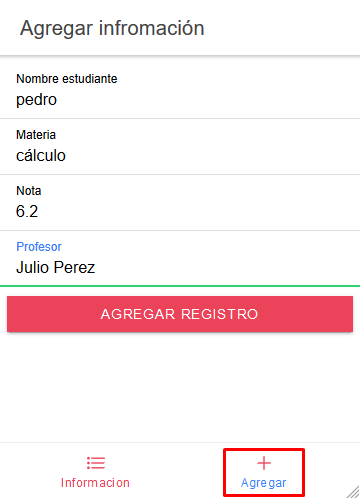 Agregar infromación
Nombre estudiante
pedro
Materia
cálculo
Nota
6.2
Profesor
Julio Perez
AGREGAR REGISTRO
Informacion
Agregar